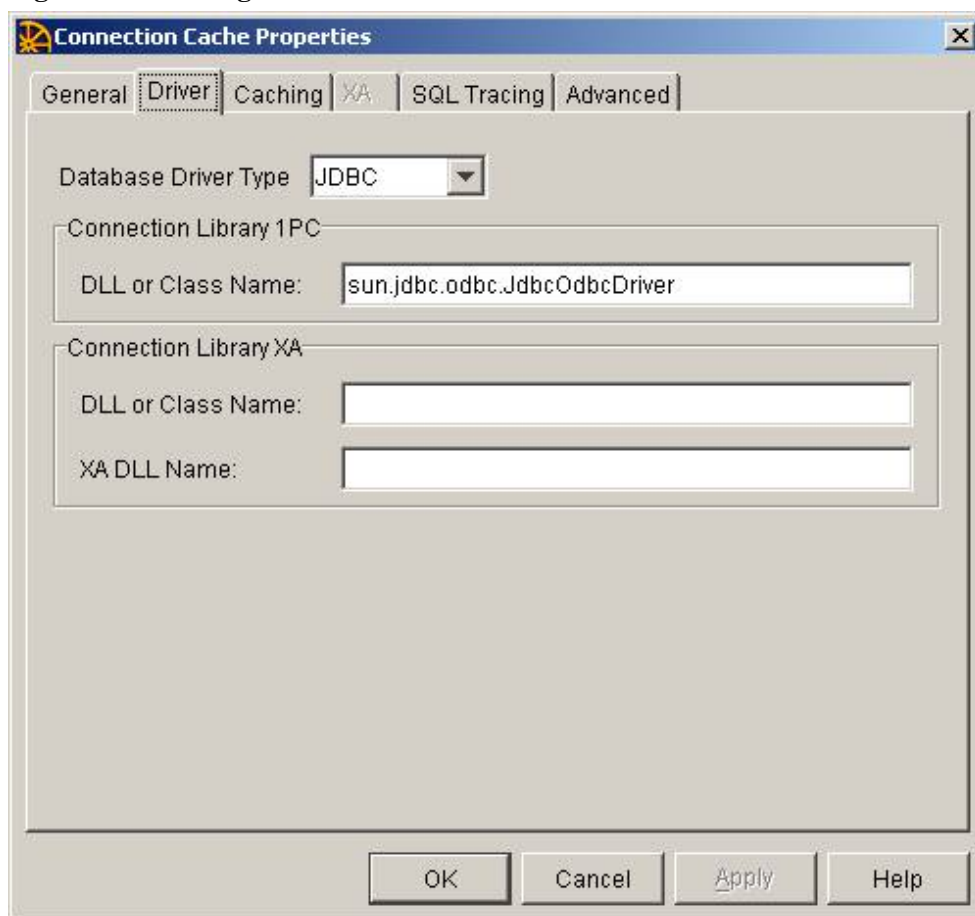 Connection Cache Properties
General Driver Caching XA SQL Tracing Advanced
Database Driver Type JDBC
Connection Library 1PC
DLL or Class Name: sun.jdbc.odbc.JdbcOdbcDriver
Connection Library XA
DLL or Class Name:
XA DLL Name:
OK Cancel Apply Help